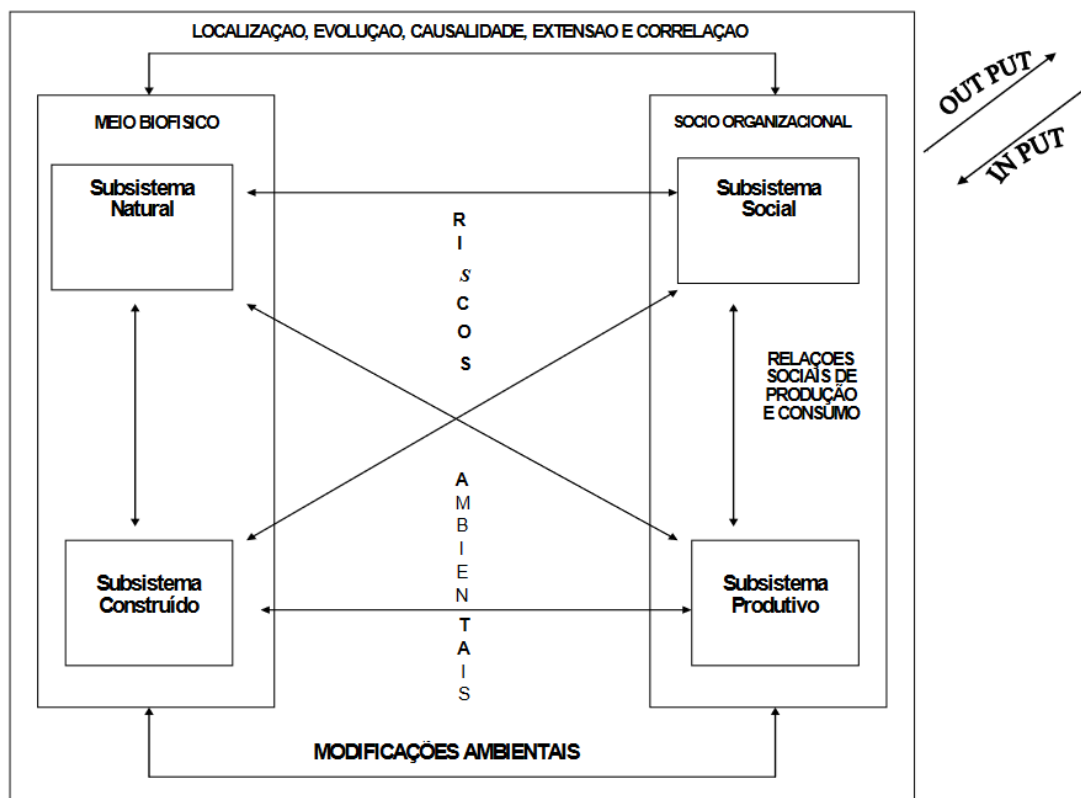 LOCALIZAÇAO, EVOLUÇAO, CAUSALIDADE, EXTENSAO E CORRELAÇAO
OUT PUT
IN PUT
MEIO BIOFISICO
SOCIO ORGANIZACIONAL
Subsistema
Natural
Subsistema
Social
R
I
S
C
O
S
RELAÇOES
SOCIAIS DE
PRODUÇÃO
E CONSUMO
A
M
B
I
E
N
T
A
I
S
Subsistema
Construído
Subsistema
Produtivo
MODIFICAÇÕES AMBIENTAIS